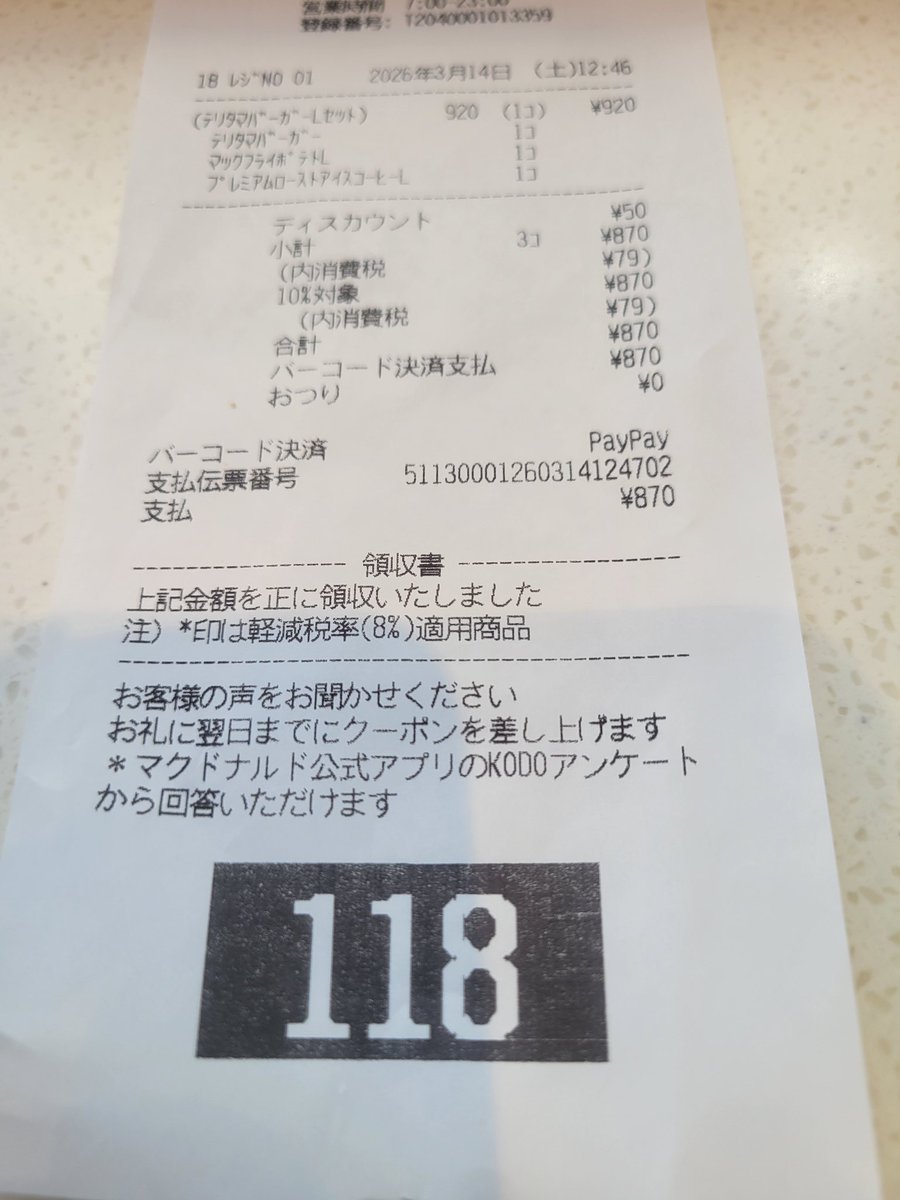 営業時間 7:00-23:00
登録番号: T2040001013359
18 ﾚｼﾞNO 01 2026年3月14日 (土)12:46
(ﾃﾘﾀﾏﾊﾞｰｶﾞｰLｾｯﾄ) 920 (1ｺ) ¥920
ﾃﾘﾀﾏﾊﾞｰｶﾞｰ 1ｺ
ﾏｯｸﾌﾗｲﾎﾟﾃﾄL 1ｺ
ﾌﾟﾚﾐｱﾑﾛｰｽﾄｱｲｽｺｰﾋｰL 1ｺ
ディスカウント ¥50
小計 3ｺ ¥870
(内消費税 ¥79)
10%対象 ¥870
(内消費税 ¥79)
合計 ¥870
バーコード決済支払 ¥870
おつり ¥0
バーコード決済 PayPay
支払伝票番号 51130001260314124702
支払 ¥870
---------------- 領収書 ----------------
上記金額を正に領収いたしました
注) *印は軽減税率(8%)適用商品
お客様の声をお聞かせください
お礼に翌日までにクーポンを差し上げます
*マクドナルド公式アプリのKODOアンケート
から回答いただけます
118